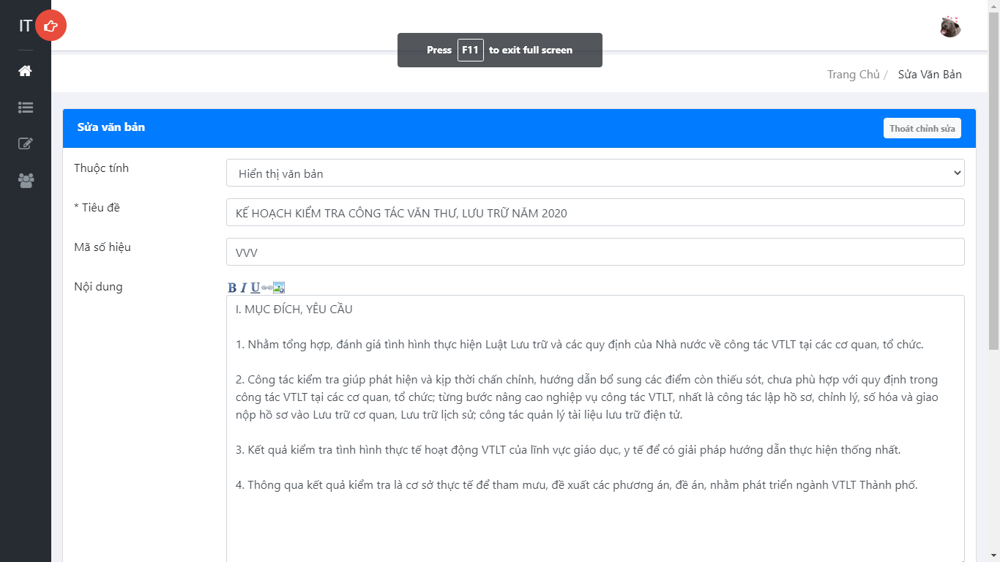 IT
Press F11 to exit full screen
Trang Chủ / Sửa Văn Bản
Sửa văn bản
Thoát chỉnh sửa
Thuộc tính
Hiển thị văn bản
* Tiêu đề
KẾ HOẠCH KIỂM TRA CÔNG TÁC VĂN THƯ, LƯU TRỮ NĂM 2020
Mã số hiệu
VVV
Nội dung
B I U
I. MỤC ĐÍCH, YÊU CẦU
1. Nhằm tổng hợp, đánh giá tình hình thực hiện Luật Lưu trữ và các quy định của Nhà nước về công tác VTLT tại các cơ quan, tổ chức.
2. Công tác kiểm tra giúp phát hiện và kịp thời chấn chỉnh, hướng dẫn bổ sung các điểm còn thiếu sót, chưa phù hợp với quy định trong
công tác VTLT tại các cơ quan, tổ chức; từng bước nâng cao nghiệp vụ công tác VTLT, nhất là công tác lập hồ sơ, chỉnh lý, số hóa và giao
nộp hồ sơ vào Lưu trữ cơ quan, Lưu trữ lịch sử; công tác quản lý tài liệu lưu trữ điện tử.
3. Kết quả kiểm tra tình hình thực tế hoạt động VTLT của lĩnh vực giáo dục, y tế để có giải pháp hướng dẫn thực hiện thống nhất.
4. Thông qua kết quả kiểm tra là cơ sở thực tế để tham mưu, đề xuất các phương án, đề án, nhằm phát triển ngành VTLT Thành phố.